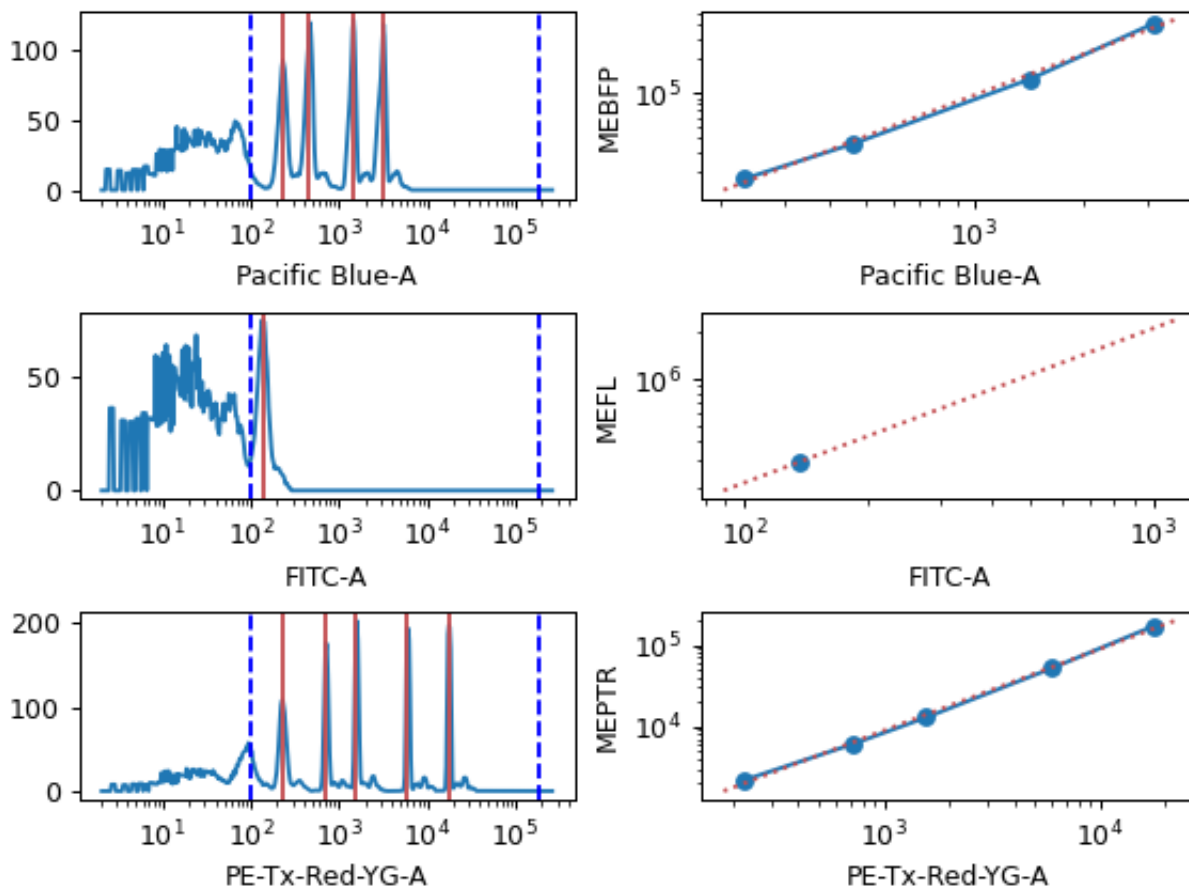 100
50
0
10^1 10^2 10^3 10^4 10^5
Pacific Blue-A
MEBFP
10^5
10^3
Pacific Blue-A
50
0
10^1 10^2 10^3 10^4 10^5
FITC-A
MEFL
10^6
10^2 10^3
FITC-A
200
100
0
10^1 10^2 10^3 10^4 10^5
PE-Tx-Red-YG-A
MEPTR
10^5
10^4
10^3 10^4
PE-Tx-Red-YG-A